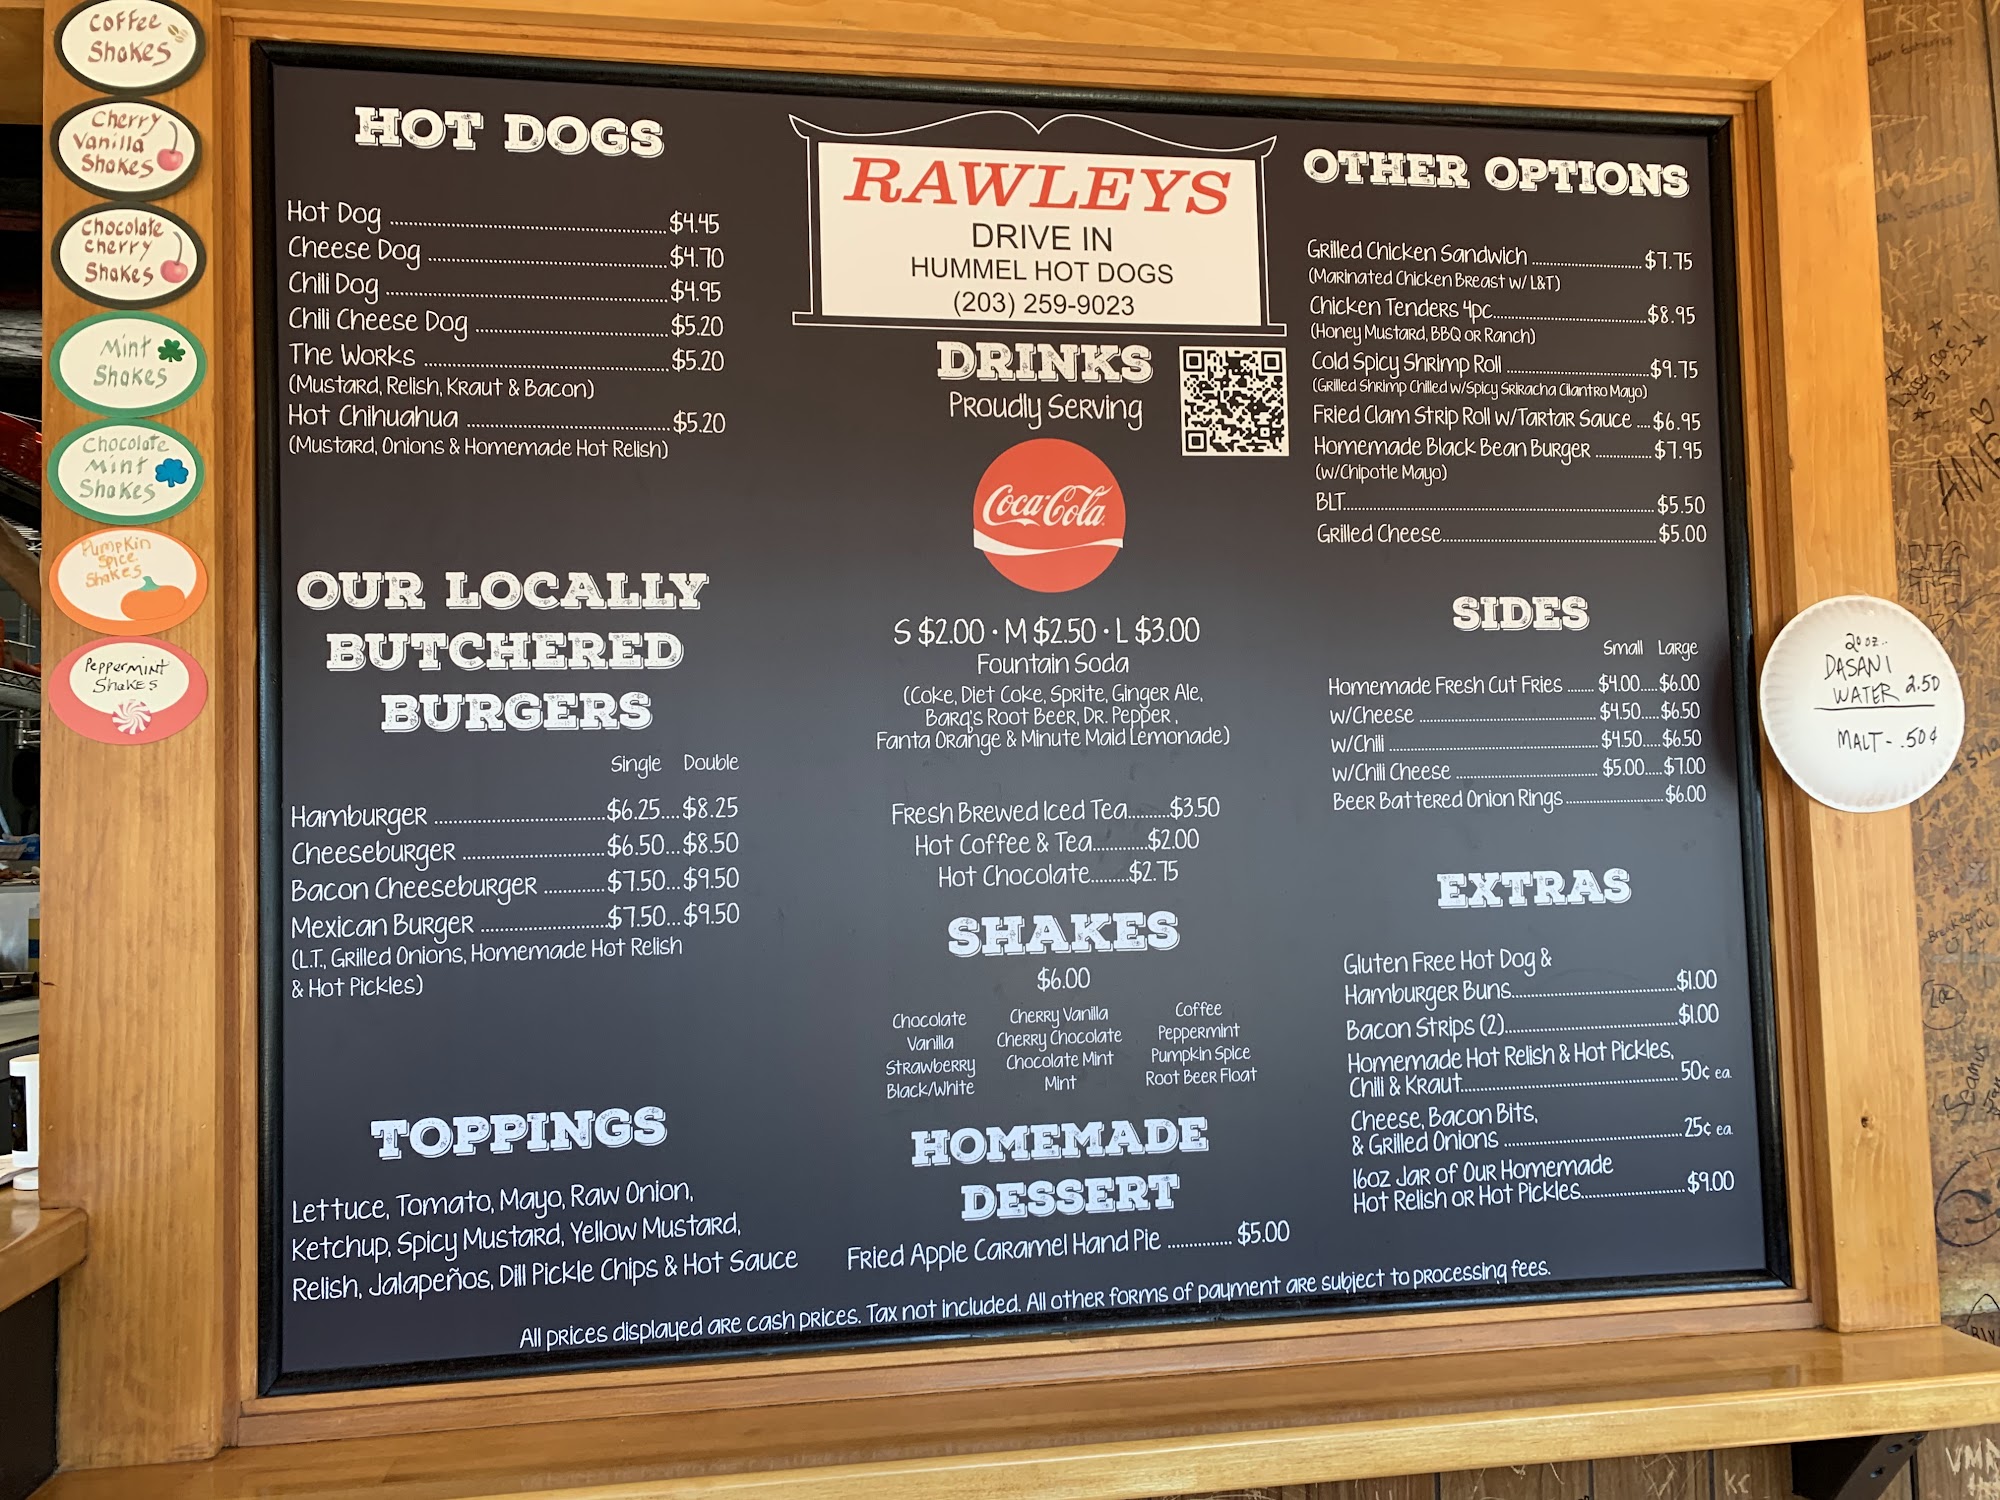 Coffee
Shakes
Cherry
Vanilla
Shakes
Chocolate
cherry
Shakes
Mint
Shakes
Chocolate
Mint
Shakes
Pumpkin
Spice
Shakes
Peppermint
Shakes
HOT DOGS
Hot Dog $4.45
Cheese Dog $4.70
Chili Dog $4.95
Chili Cheese Dog $5.20
The Works $5.20
(Mustard, Relish, Kraut & Bacon)
Hot Chihuahua $5.20
(Mustard, Onions & Homemade Hot Relish)
OUR LOCALLY
BUTCHERED
BURGERS
Single Double
Hamburger $6.25....$8.25
Cheeseburger $6.50...$8.50
Bacon Cheeseburger $7.50...$9.50
Mexican Burger $7.50...$9.50
(L.T., Grilled Onions, Homemade Hot Relish
& Hot Pickles)
TOPPINGS
Lettuce, Tomato, Mayo, Raw Onion,
Ketchup, Spicy Mustard, Yellow Mustard,
Relish, Jalapeños, Dill Pickle Chips & Hot Sauce
RAWLEYS
DRIVE IN
HUMMEL HOT DOGS
(203) 259-9023
DRINKS
Proudly Serving
Coca-Cola
S $2.00 · M $2.50 · L $3.00
Fountain Soda
(Coke, Diet Coke, Sprite, Ginger Ale,
Barq's Root Beer, Dr. Pepper,
Fanta Orange & Minute Maid Lemonade)
Fresh Brewed Iced Tea $3.50
Hot Coffee & Tea $2.00
Hot Chocolate $2.75
SHAKES
$6.00
Chocolate
Vanilla
Strawberry
Black/White
Cherry Vanilla
Cherry Chocolate
Chocolate Mint
Mint
Coffee
Peppermint
Pumpkin Spice
Root Beer Float
HOMEMADE
DESSERT
Fried Apple Caramel Hand Pie $5.00
OTHER OPTIONS
Grilled Chicken Sandwich $7.75
(Marinated Chicken Breast w/ L&T)
Chicken Tenders 4pc $8.95
(Honey Mustard, BBQ or Ranch)
Cold Spicy Shrimp Roll $9.75
(Grilled Shrimp Chilled w/Spicy Sriracha Cilantro Mayo)
Fried Clam Strip Roll w/Tartar Sauce $6.95
Homemade Black Bean Burger $7.95
(w/Chipotle Mayo)
BLT $5.50
Grilled Cheese $5.00
SIDES
Small Large
Homemade Fresh Cut Fries $4.00.....$6.00
w/Cheese $4.50.....$6.50
w/Chili $4.50.....$6.50
w/Chili Cheese $5.00.....$7.00
Beer Battered Onion Rings $6.00
EXTRAS
Gluten Free Hot Dog &
Hamburger Buns $1.00
Bacon Strips (2) $1.00
Homemade Hot Relish & Hot Pickles,
Chili & Kraut 50¢ ea.
Cheese, Bacon Bits,
& Grilled Onions 25¢ ea.
16oz Jar of Our Homemade
Hot Relish or Hot Pickles $9.00
All prices displayed are cash prices. Tax not included. All other forms of payment are subject to processing fees.
20 oz..
DASANI
WATER 2.50
MALT - .50¢